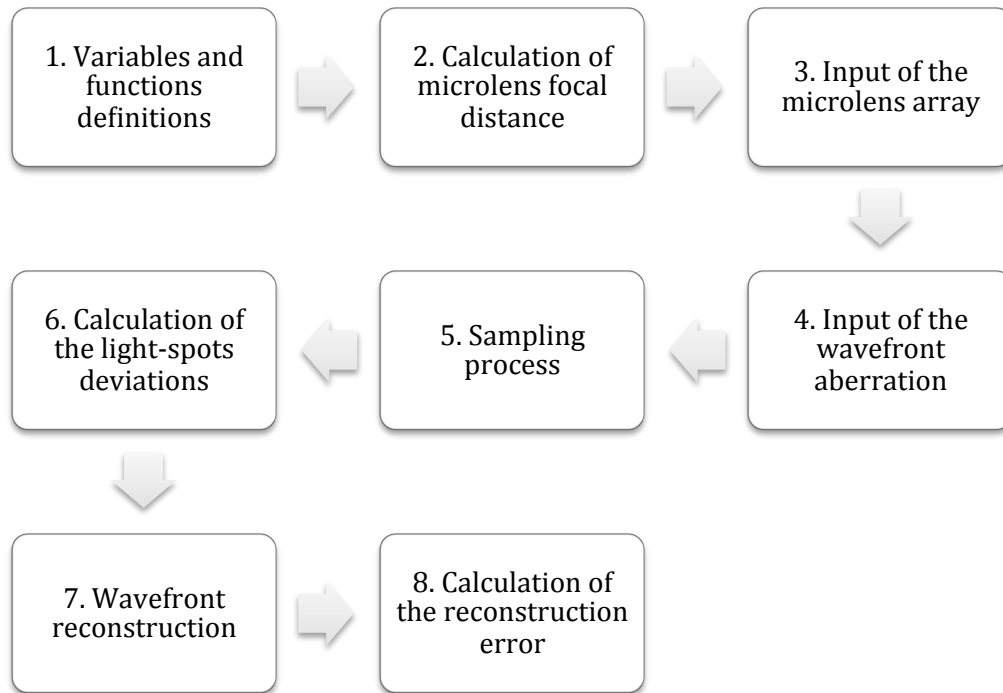 1. Variables and
functions
definitions
2. Calculation of
microlens focal
distance
3. Input of the
microlens array
4. Input of the
wavefront
aberration
5. Sampling
process
6. Calculation of
the light-spots
deviations
7. Wavefront
reconstruction
8. Calculation of
the reconstruction
error